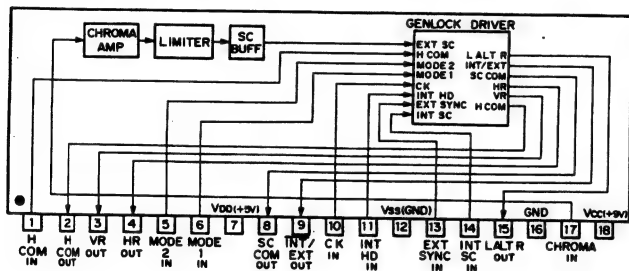 GENLOCK DRIVER
CHROMA
AMP
LIMITER
SC
BUFF
EXT SC
H COM
MODE 2
MODE 1
CK
INT HD
EXT SYNC
INT SC
L ALT R
INT/EXT
SC COM
HR
VR
H COM
VDD(+5V)
VSS(GND)
GND
VCC(+9V)
1 2 3 4 5 6 7 8 9 10 11 12 13 14 15 16 17 18
H
COM
IN
H
COM
OUT
VR
OUT
HR
OUT
MODE
2
IN
MODE
1
IN
SC
COM
OUT
INT/
EXT
OUT
CK
IN
INT
HD
IN
EXT
SYNC
IN
INT
SC
IN
LALTR
OUT
CHROMA
IN